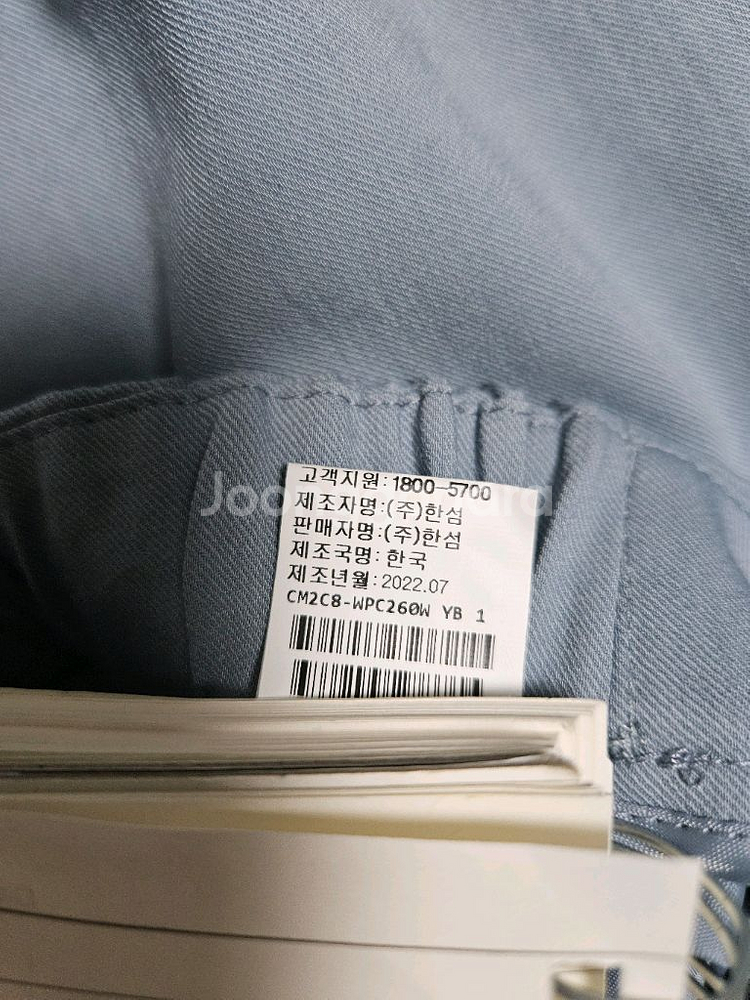 고객지원:1800-5700
제조자명:(주)한섬
판매자명:(주)한섬
제조국명: 한국
제조년월:2022.07
CM2C8-WPC260W YB 1